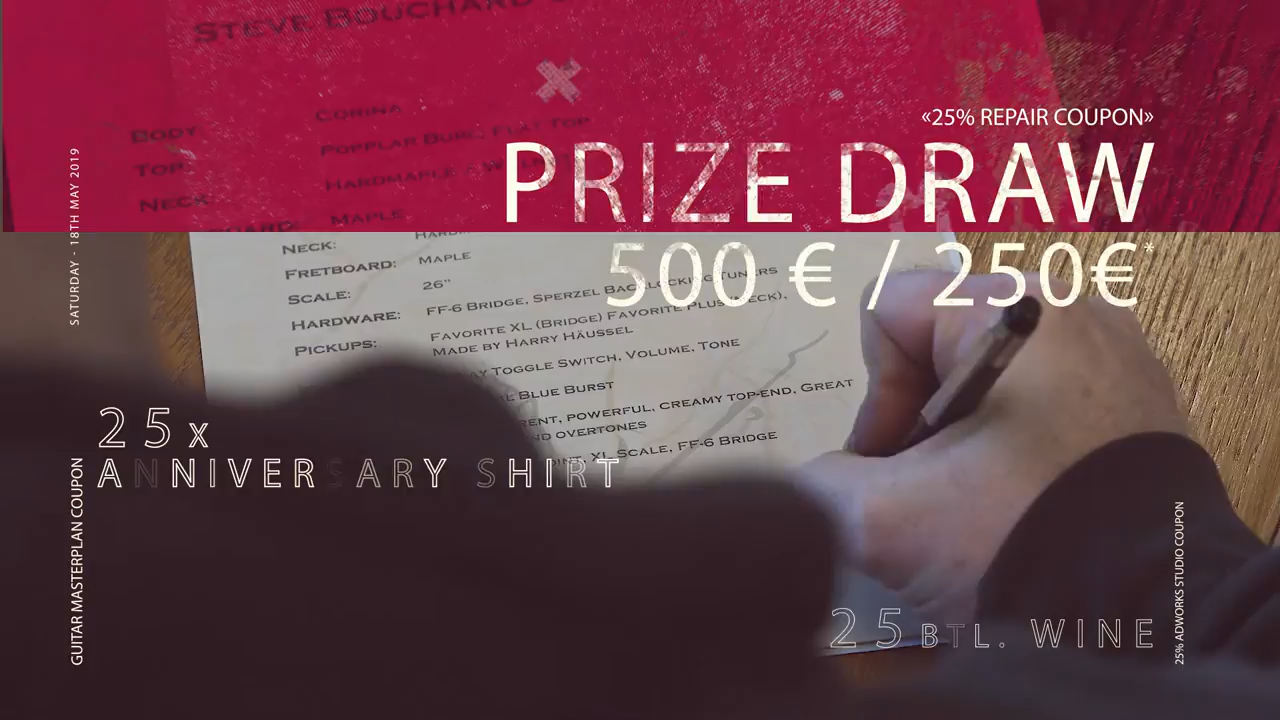 STEVE BOUCHARD
BODY: CORINA
TOP: POPPLAR BURL, FLAT TOP
NECK: HARDMAPLE
MAPLE
«25% REPAIR COUPON»
PRIZE DRAW
500 € / 250€*
SATURDAY - 18TH MAY 2019
NECK:
FRETBOARD: MAPLE
SCALE: 26"
HARDWARE: FF-6 BRIDGE, SPERZEL BACKLOCKING TUNERS
PICKUPS: FAVORITE XL (BRIDGE) FAVORITE PLUS (NECK),
MADE BY HARRY HÄUSSEL
TOGGLE SWITCH, VOLUME, TONE
BLUE BURST
POWERFUL, CREAMY TOP-END, GREAT
OVERTONES
XL SCALE, FF-6 BRIDGE
25x
ANNIVERSARY SHIRT
GUITAR MASTERPLAN COUPON
25 BTL. WINE
25% ADWORKS STUDIO COUPON